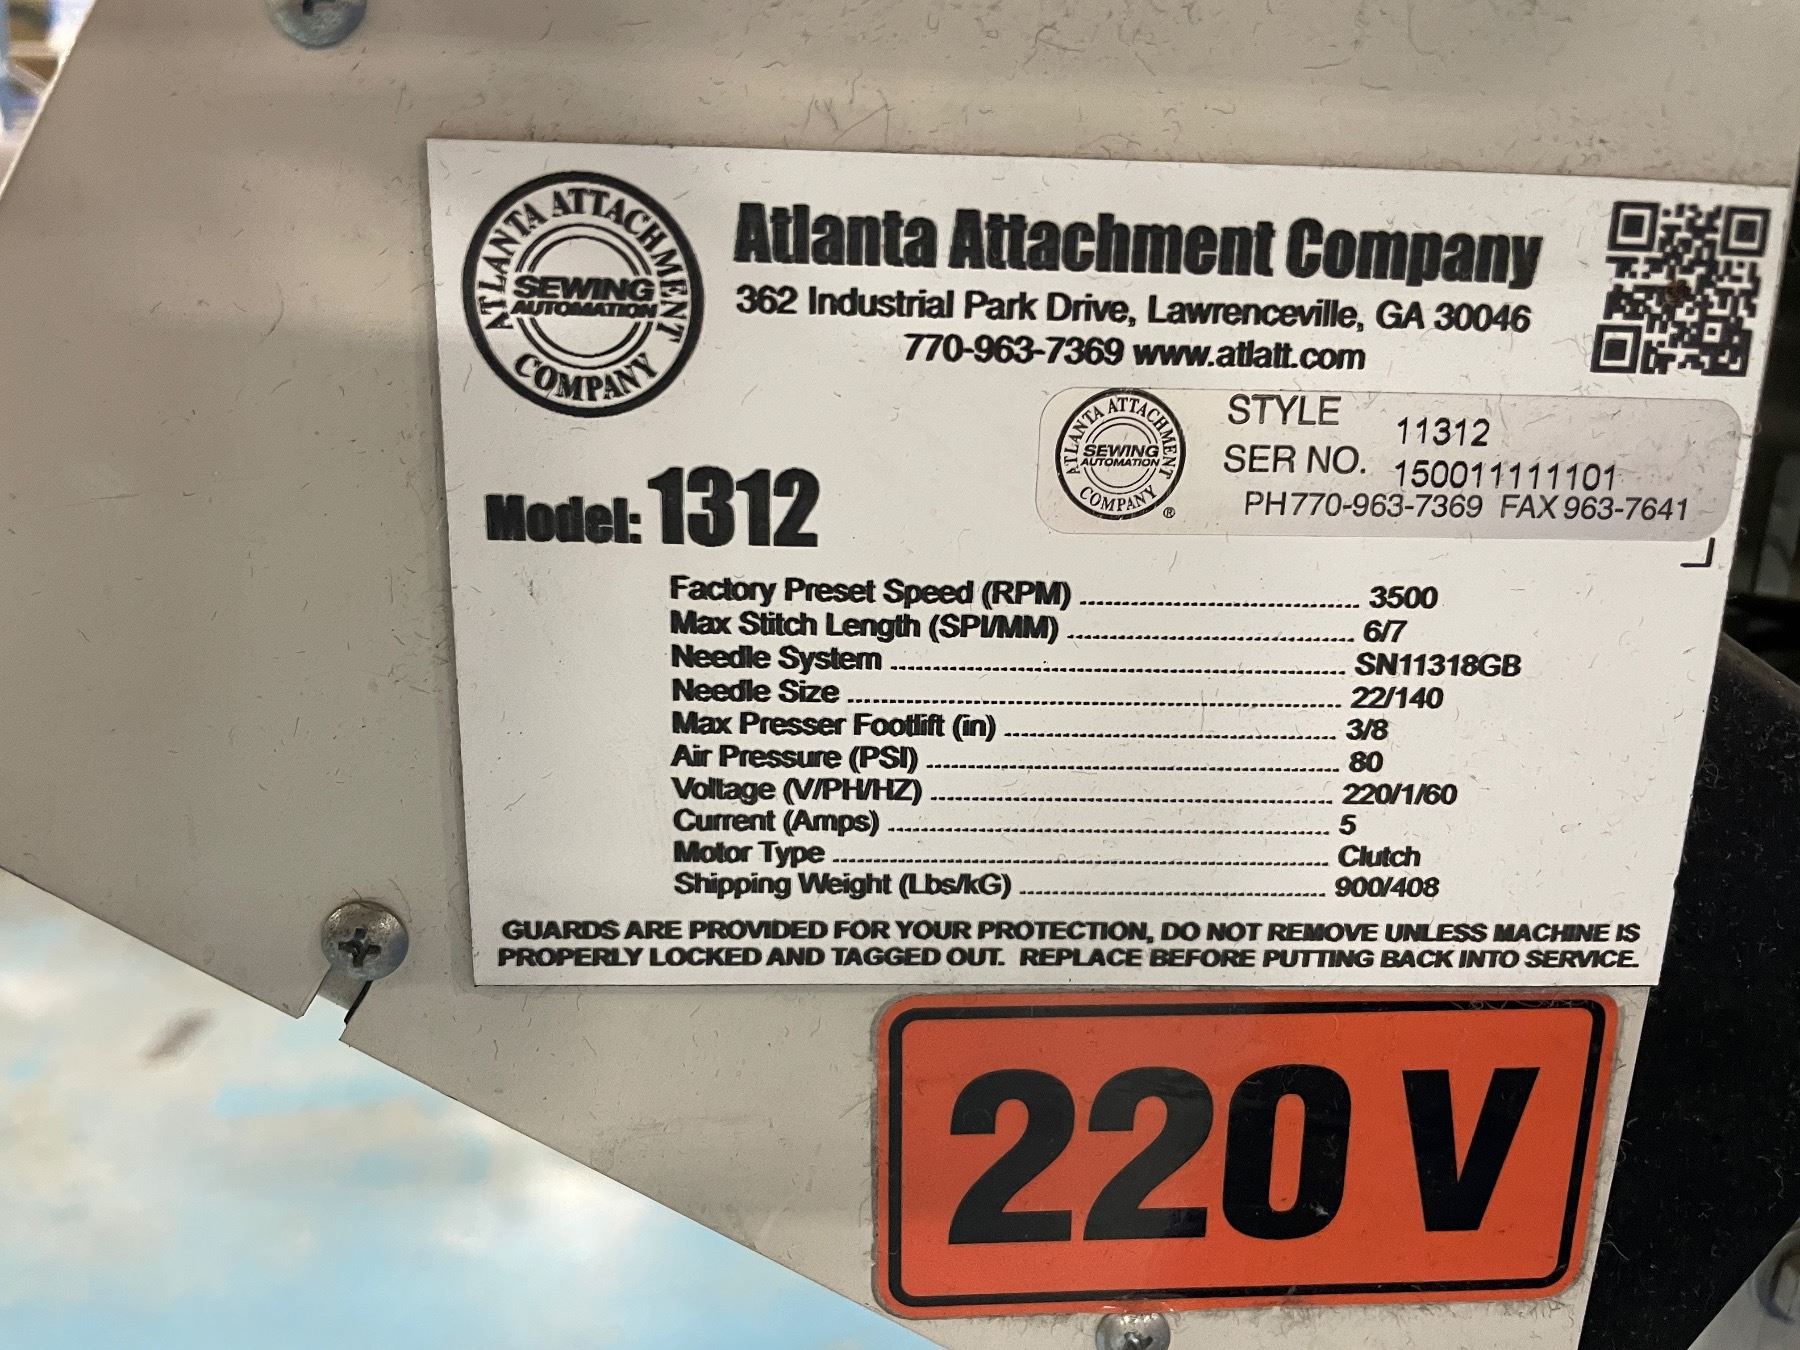 ATLANTA ATTACHMENT COMPANY
SEWING
AUTOMATION
Atlanta Attachment Company
362 Industrial Park Drive, Lawrenceville, GA 30046
770-963-7369 www.atlatt.com
ATLANTA ATTACHMENT COMPANY
SEWING
AUTOMATION
®
STYLE 11312
SER NO. 150011111101
PH770-963-7369 FAX 963-7641
Model: 1312
Factory Preset Speed (RPM) ........................ 3500
Max Stitch Length (SPI/MM) ........................ 6/7
Needle System ........................ SN11318GB
Needle Size ........................ 22/140
Max Presser Footlift (in) ........................ 3/8
Air Pressure (PSI) ........................ 80
Voltage (V/PH/HZ) ........................ 220/1/60
Current (Amps) ........................ 5
Motor Type ........................ Clutch
Shipping Weight (Lbs/kG) ........................ 900/408
GUARDS ARE PROVIDED FOR YOUR PROTECTION, DO NOT REMOVE UNLESS MACHINE IS
PROPERLY LOCKED AND TAGGED OUT. REPLACE BEFORE PUTTING BACK INTO SERVICE.
220 V